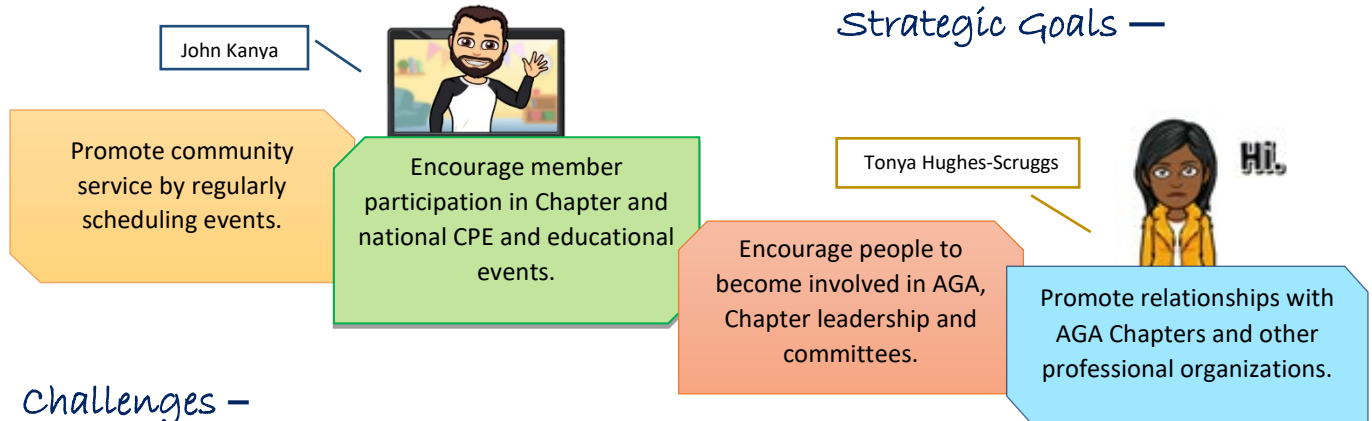 Strategic Goals –
John Kanya
Promote community
service by regularly
scheduling events.
Encourage member
participation in Chapter and
national CPE and educational
events.
Tonya Hughes-Scruggs
Hi.
Encourage people to
become involved in AGA,
Chapter leadership and
committees.
Promote relationships with
AGA Chapters and other
professional organizations.
Challenges –